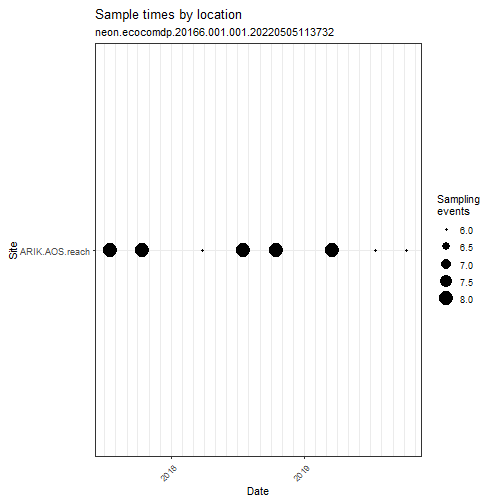 Sample times by location
neon.ecocomdp.20166.001.001.20220505113732
Site
ARIK.AOS.reach
Sampling
events
6.0
6.5
7.0
7.5
8.0
2018
2019
Date